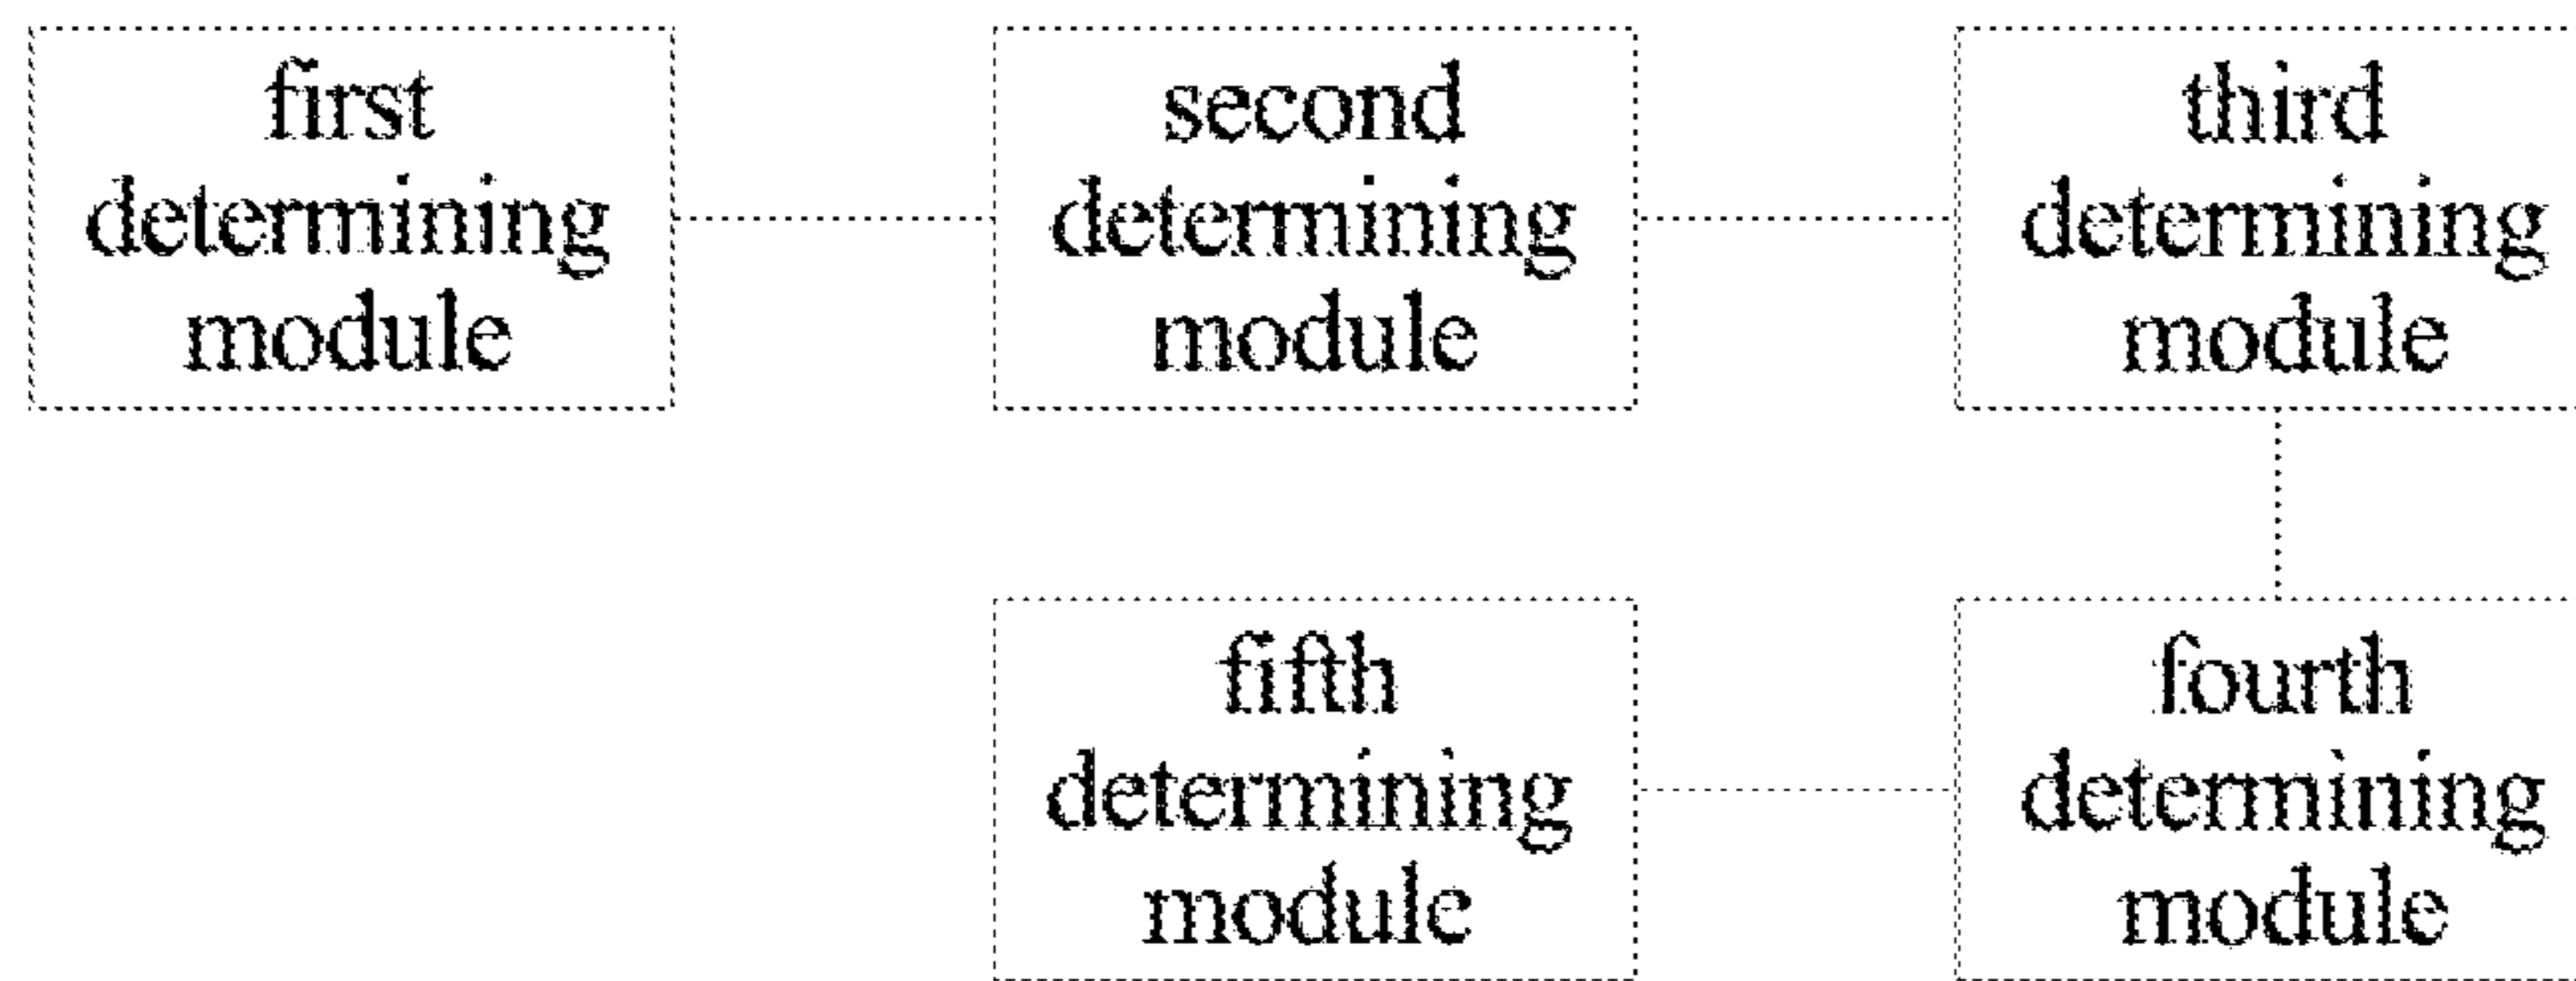 first
determining
module
second
determining
module
third
determining
module
fourth
determining
module
fifth
determining
module